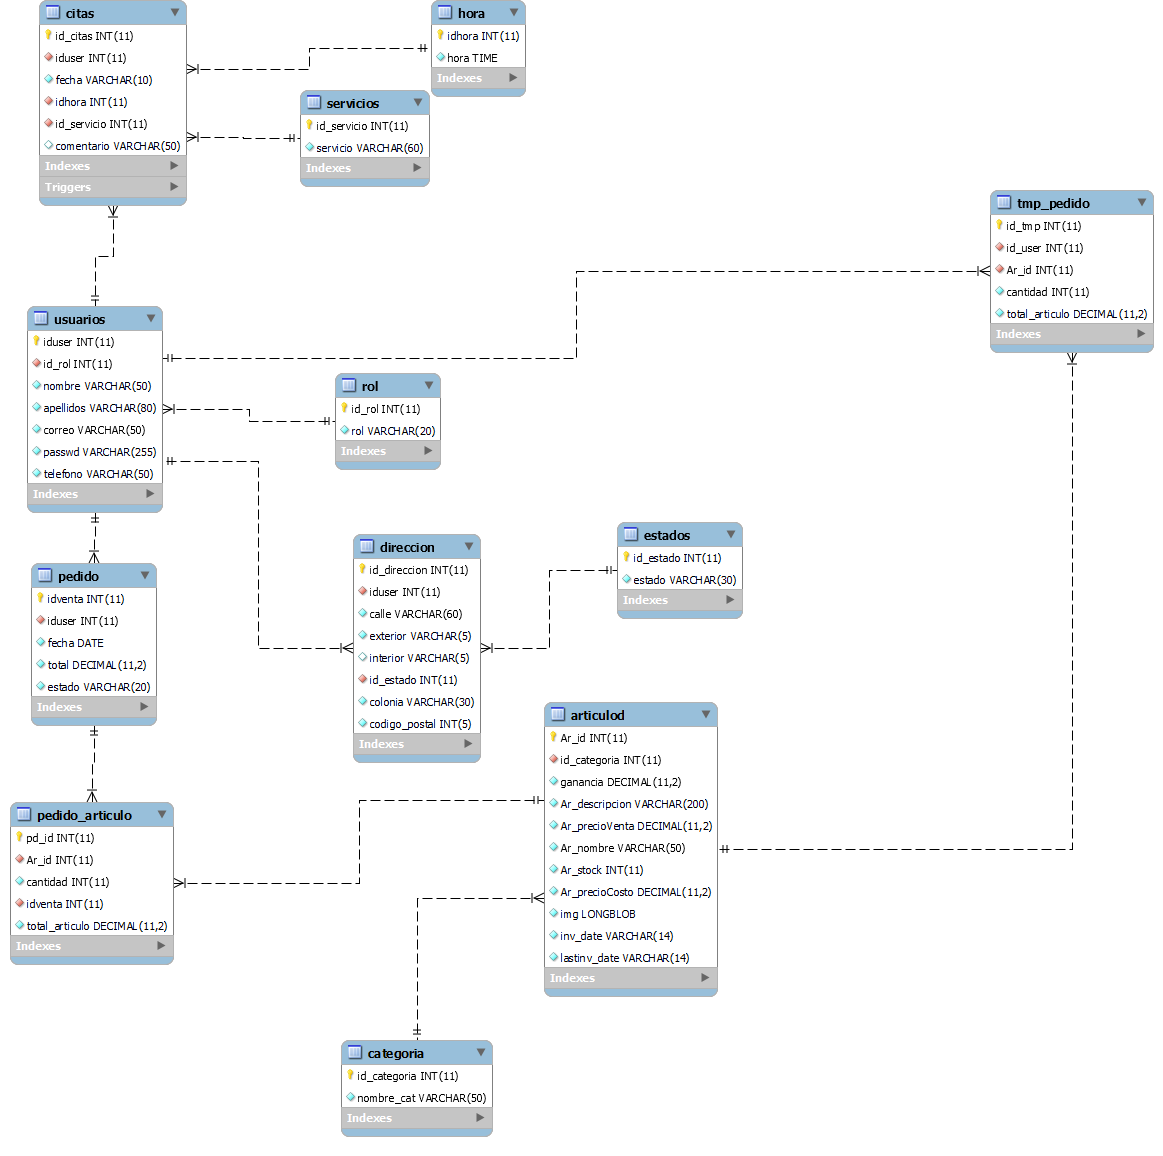 citas
id_citas INT(11)
iduser INT(11)
fecha VARCHAR(10)
idhora INT(11)
id_servicio INT(11)
comentario VARCHAR(50)
Indexes
Triggers
hora
idhora INT(11)
hora TIME
Indexes
servicios
id_servicio INT(11)
servicio VARCHAR(60)
Indexes
tmp_pedido
id_tmp INT(11)
id_user INT(11)
Ar_id INT(11)
cantidad INT(11)
total_articulo DECIMAL(11,2)
Indexes
usuarios
iduser INT(11)
id_rol INT(11)
nombre VARCHAR(50)
apellidos VARCHAR(80)
correo VARCHAR(50)
passwd VARCHAR(255)
telefono VARCHAR(50)
Indexes
rol
id_rol INT(11)
rol VARCHAR(20)
Indexes
direccion
id_direccion INT(11)
iduser INT(11)
calle VARCHAR(60)
exterior VARCHAR(5)
interior VARCHAR(5)
id_estado INT(11)
colonia VARCHAR(30)
codigo_postal INT(5)
Indexes
estados
id_estado INT(11)
estado VARCHAR(30)
Indexes
pedido
idventa INT(11)
iduser INT(11)
fecha DATE
total DECIMAL(11,2)
estado VARCHAR(20)
Indexes
articulod
Ar_id INT(11)
id_categoria INT(11)
ganancia DECIMAL(11,2)
Ar_descripcion VARCHAR(200)
Ar_precioVenta DECIMAL(11,2)
Ar_nombre VARCHAR(50)
Ar_stock INT(11)
Ar_precioCosto DECIMAL(11,2)
img LONGBLOB
inv_date VARCHAR(14)
lastinv_date VARCHAR(14)
Indexes
pedido_articulo
pd_id INT(11)
Ar_id INT(11)
cantidad INT(11)
idventa INT(11)
total_articulo DECIMAL(11,2)
Indexes
categoria
id_categoria INT(11)
nombre_cat VARCHAR(50)
Indexes